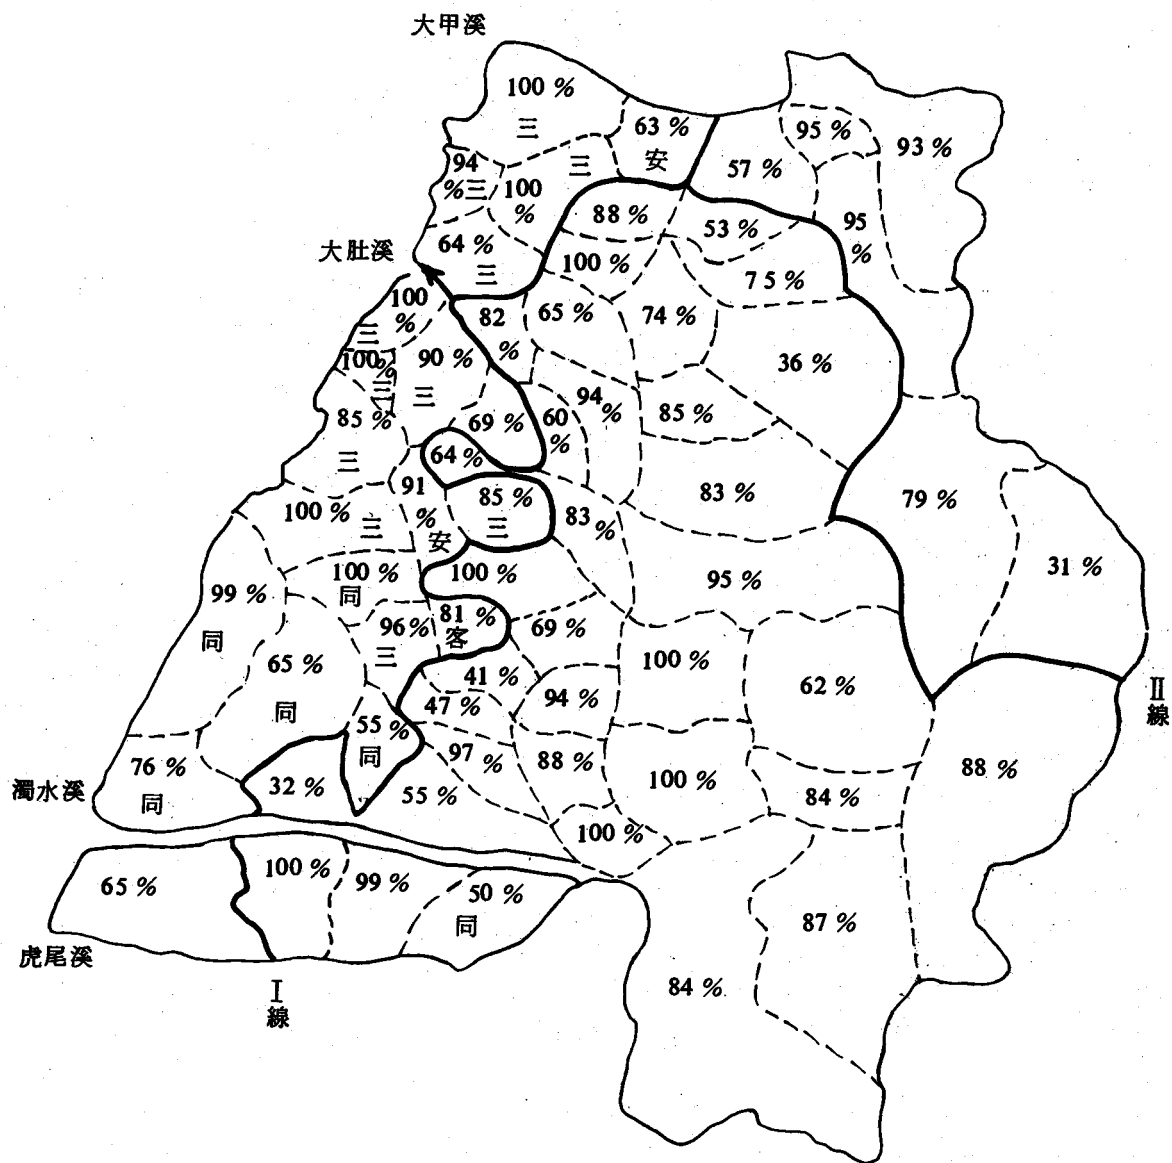 大甲溪
100 %
三
63 %
安
95 %
93 %
57 %
94
%
三
三
100
%
88 %
53 %
95
%
64 %
三
大肚溪
100 %
75 %
100
%
三
82
%
65 %
74 %
100%
三
90 %
三
36 %
94
%
85 %
三
69 %
60
%
85 %
64 %
91
%
安
85 %
三
83
%
83 %
79 %
100 %
三
31 %
100 %
同
100 %
95 %
99 %
同
96%
三
81
%
客
69 %
65 %
同
100 %
62 %
41 %
47 %
94 %
II
線
55
%
同
97
%
88 %
76 %
同
濁水溪
32 %
55 %
100 %
84 %
88 %
100 %
65 %
100 %
99 %
50 %
同
87 %
虎尾溪
I
線
84 %